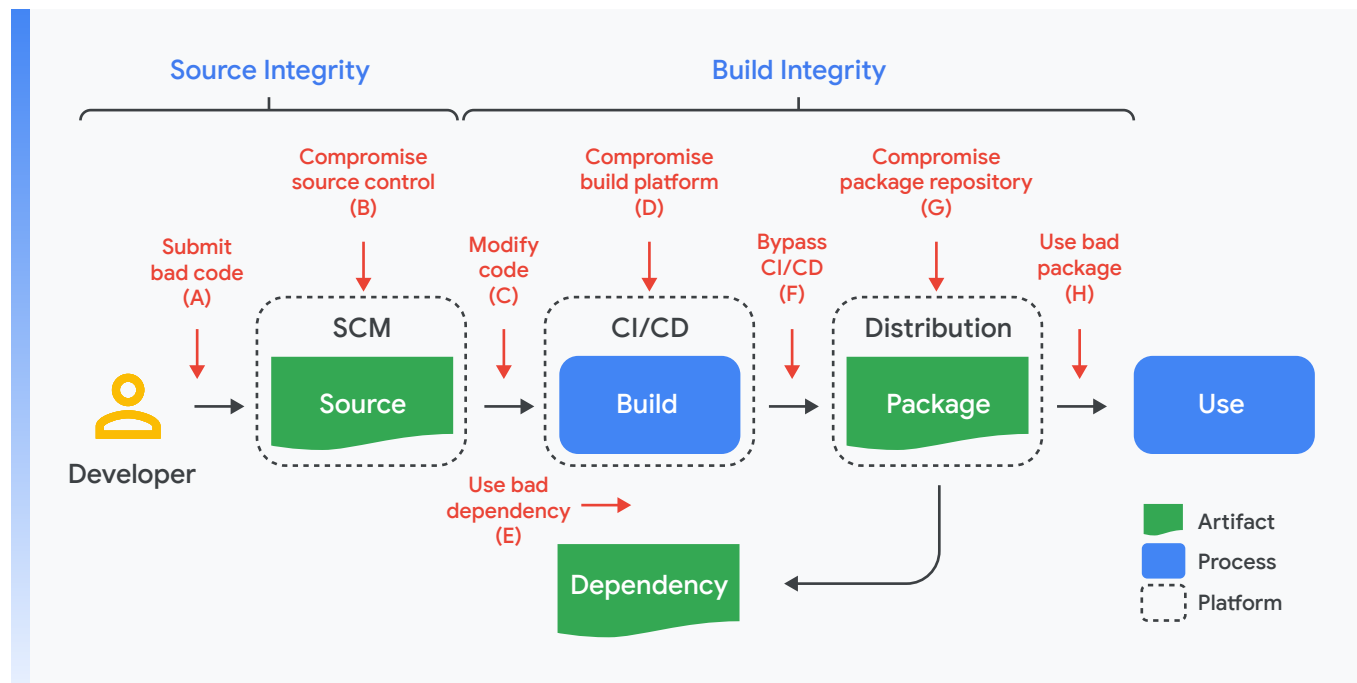 Source Integrity
Build Integrity
Compromise
source control
(B)
Compromise
build platform
(D)
Compromise
package repository
(G)
Submit
bad code
(A)
Modify
code
(C)
Bypass
CI/CD
(F)
Use bad
package
(H)
SCM
CI/CD
Distribution
Source
Build
Package
Use
Developer
Use bad
dependency
(E)
Dependency
Artifact
Process
Platform